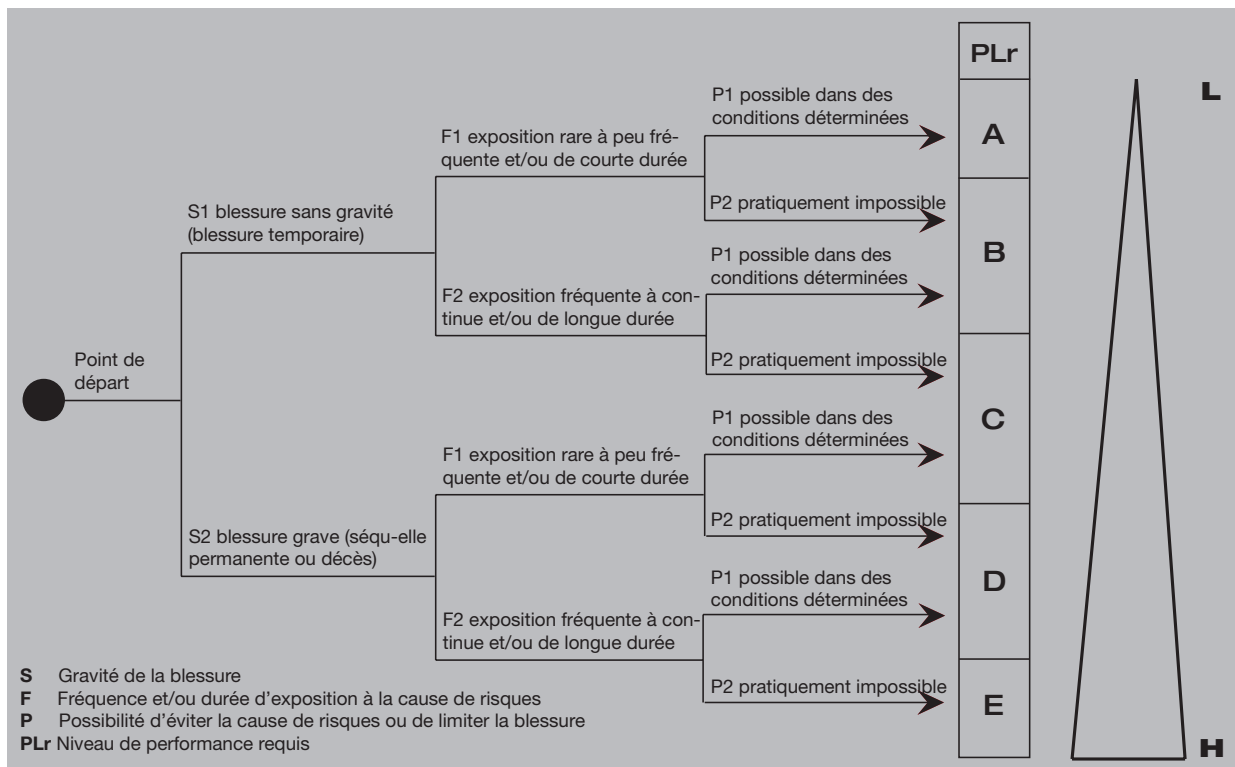 PLr
L
P1 possible dans des
conditions déterminées
A
F1 exposition rare à peu fré-
quente et/ou de courte durée
P2 pratiquement impossible
S1 blessure sans gravité
(blessure temporaire)
B
P1 possible dans des
conditions déterminées
F2 exposition fréquente à con-
tinue et/ou de longue durée
P2 pratiquement impossible
Point de
départ
C
P1 possible dans des
conditions déterminées
F1 exposition rare à peu fré-
quente et/ou de courte durée
P2 pratiquement impossible
S2 blessure grave (séqu-elle
permanente ou décès)
D
P1 possible dans des
conditions déterminées
F2 exposition fréquente à con-
tinue et/ou de longue durée
P2 pratiquement impossible
E
S Gravité de la blessure
F Fréquence et/ou durée d'exposition à la cause de risques
P Possibilité d'éviter la cause de risques ou de limiter la blessure
PLr Niveau de performance requis
H